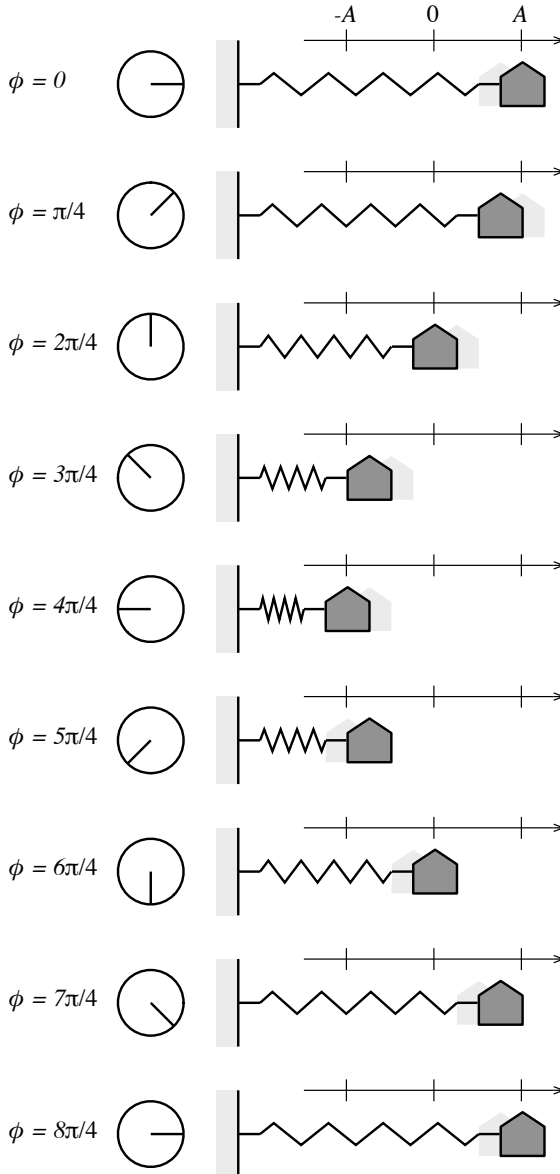 -A 0 A
ϕ = 0
ϕ = π/4
ϕ = 2π/4
ϕ = 3π/4
ϕ = 4π/4
ϕ = 5π/4
ϕ = 6π/4
ϕ = 7π/4
ϕ = 8π/4